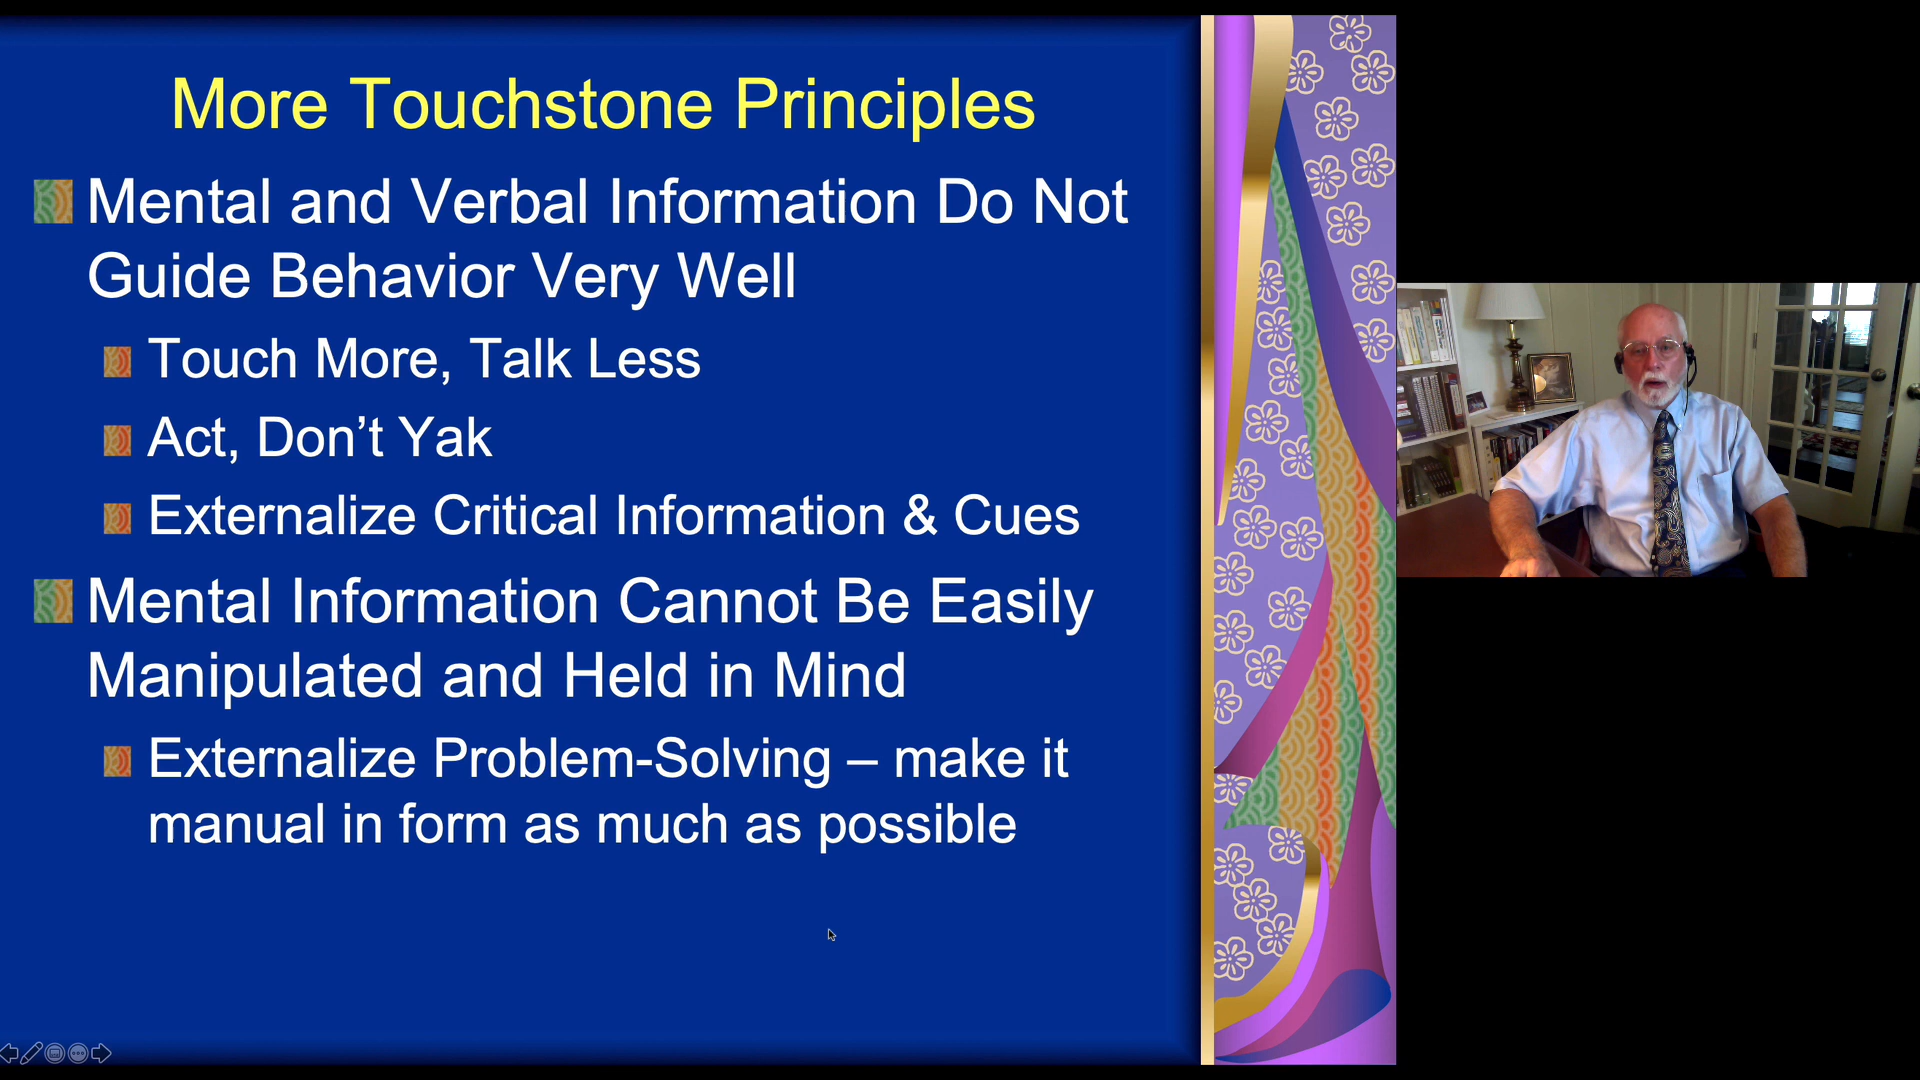 More Touchstone Principles
Mental and Verbal Information Do Not
Guide Behavior Very Well
Touch More, Talk Less
Act, Don’t Yak
Externalize Critical Information & Cues
Mental Information Cannot Be Easily
Manipulated and Held in Mind
Externalize Problem-Solving – make it
manual in form as much as possible